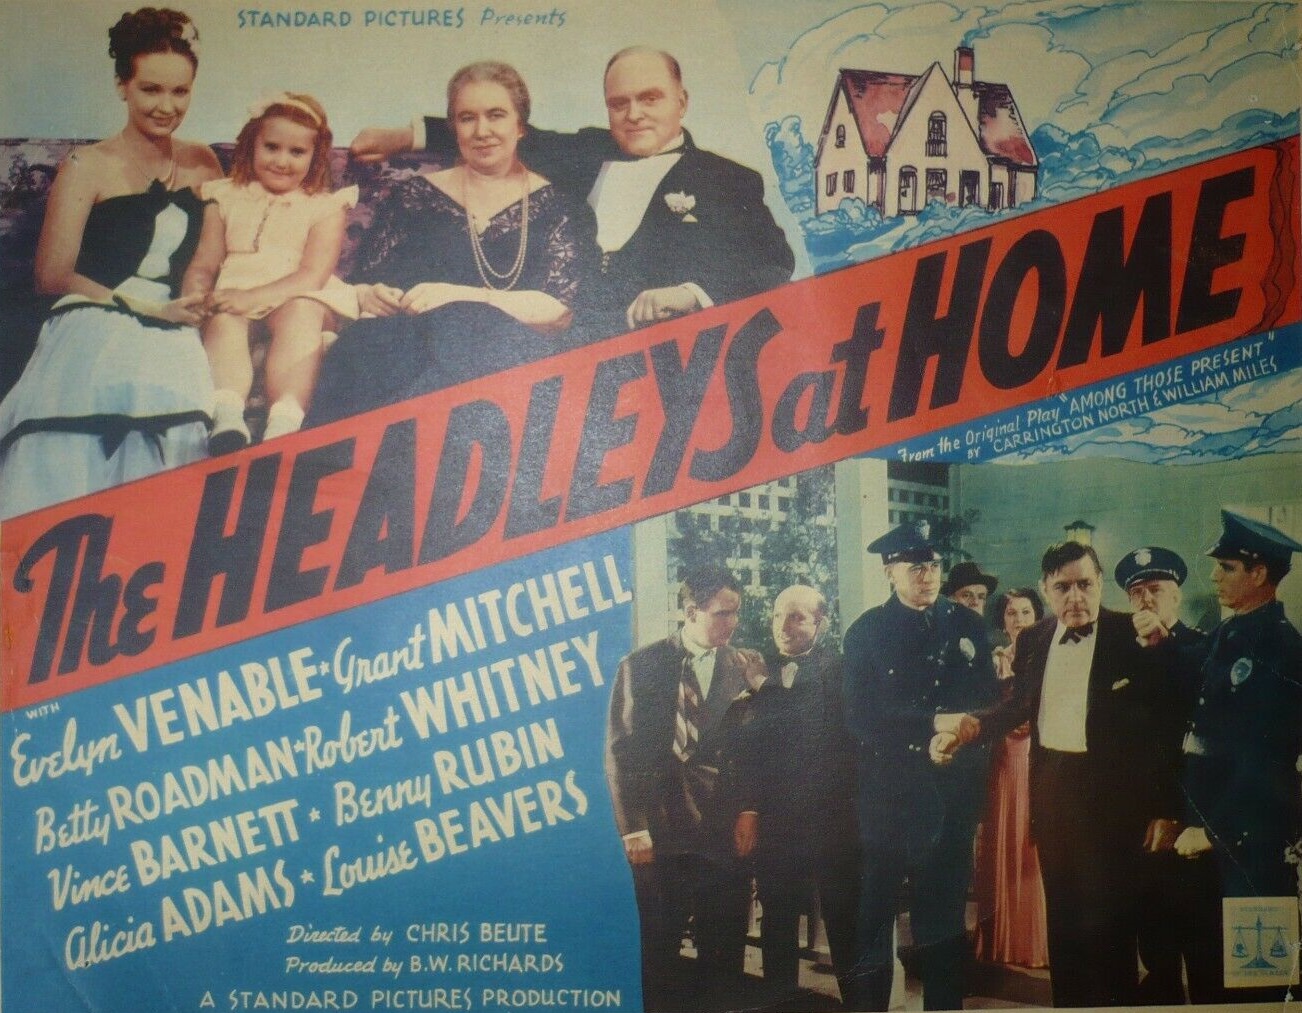 STANDARD PICTURES Presents
The HEADLEYS at HOME
From the Original Play "AMONG THOSE PRESENT"
BY CARRINGTON NORTH & WILLIAM MILES
WITH
Evelyn VENABLE * Grant MITCHELL
Betty ROADMAN * Robert WHITNEY
Vince BARNETT * Benny RUBIN
Alicia ADAMS * Louise BEAVERS
Directed by CHRIS BEUTE
Produced by B.W. RICHARDS
A STANDARD PICTURES PRODUCTION
STANDARD